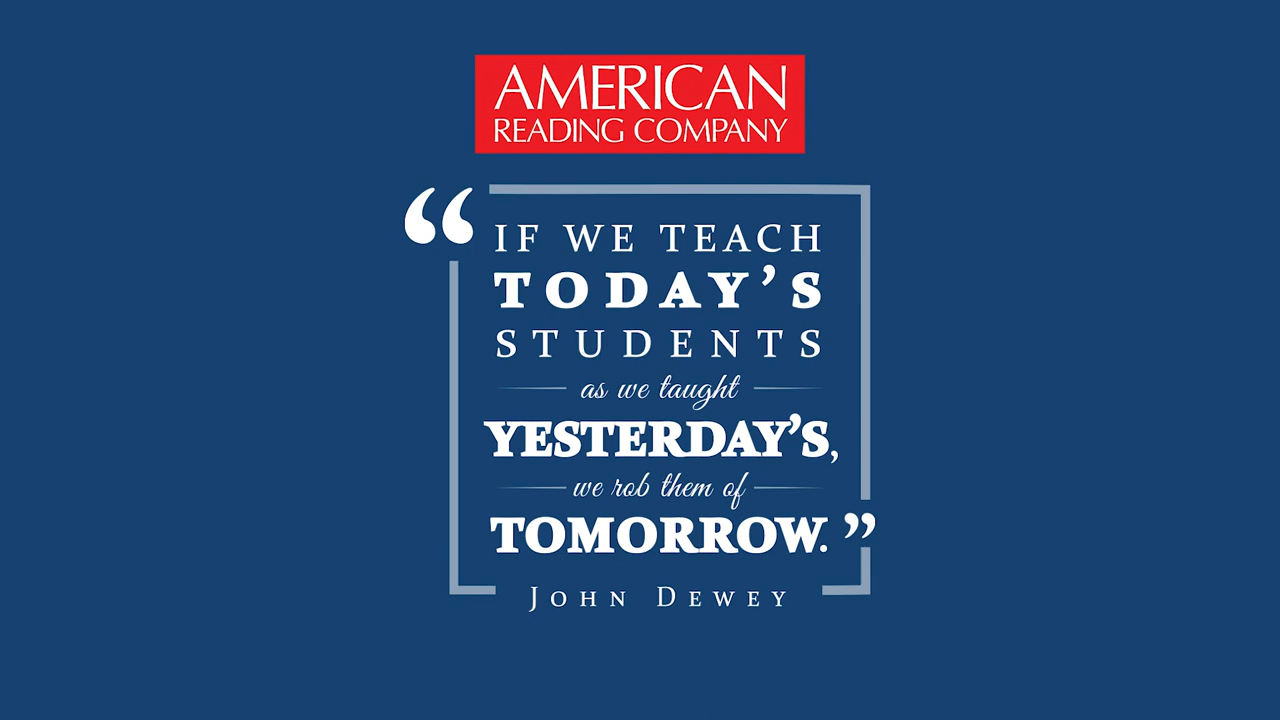 AMERICAN
READING COMPANY
“IF WE TEACH
TODAY’S
STUDENTS
as we taught
YESTERDAY’S,
we rob them of
TOMORROW.”
JOHN DEWEY